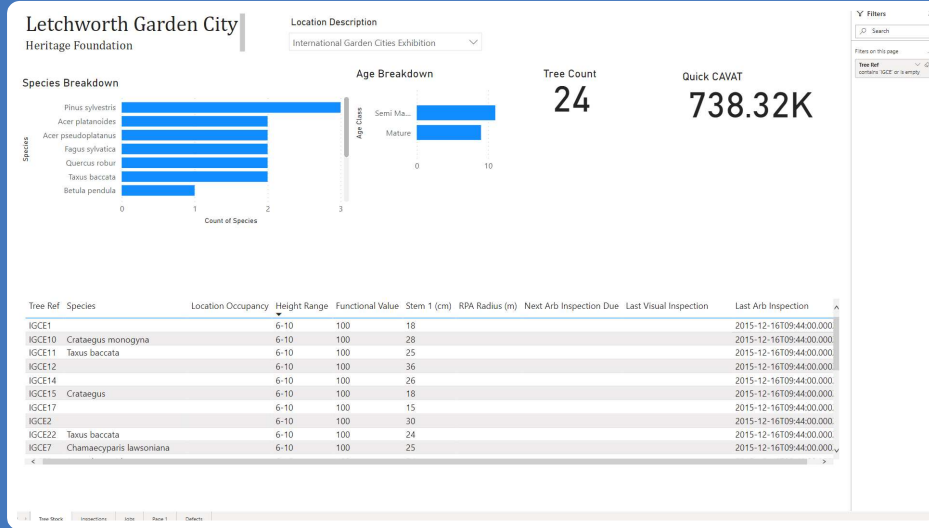 Letchworth Garden City
Heritage Foundation
Location Description
International Garden Cities Exhibition
Species Breakdown
Species
Pinus sylvestris
Acer platanoides
Acer pseudoplatanus
Fagus sylvatica
Quercus robur
Taxus baccata
Betula pendula
0 1 2 3
Count of Species
Age Breakdown
Age Class
Semi Ma...
Mature
0 10
Tree Count
24
Quick CAVAT
738.32K
Filters
Search
Filters on this page
Tree Ref
contains 'IGCE' or is empty
Tree Ref Species Location Occupancy Height Range Functional Value Stem 1 (cm) RPA Radius (m) Next Arb Inspection Due Last Visual Inspection Last Arb Inspection
IGCE1 6-10 100 18 2015-12-16T09:44:00.000.
IGCE10 Crataegus monogyna 6-10 100 28 2015-12-16T09:44:00.000.
IGCE11 Taxus baccata 6-10 100 25 2015-12-16T09:44:00.000.
IGCE12 6-10 100 36 2015-12-16T09:44:00.000.
IGCE14 6-10 100 26 2015-12-16T09:44:00.000.
IGCE15 Crataegus 6-10 100 18 2015-12-16T09:44:00.000.
IGCE17 6-10 100 15 2015-12-16T09:44:00.000.
IGCE2 6-10 100 30 2015-12-16T09:44:00.000.
IGCE22 Taxus baccata 6-10 100 24 2015-12-16T09:44:00.000.
IGCE7 Chamaecyparis lawsoniana 6-10 100 25 2015-12-16T09:44:00.000.
Tree Stock Inspections Jobs Page 1 Defects